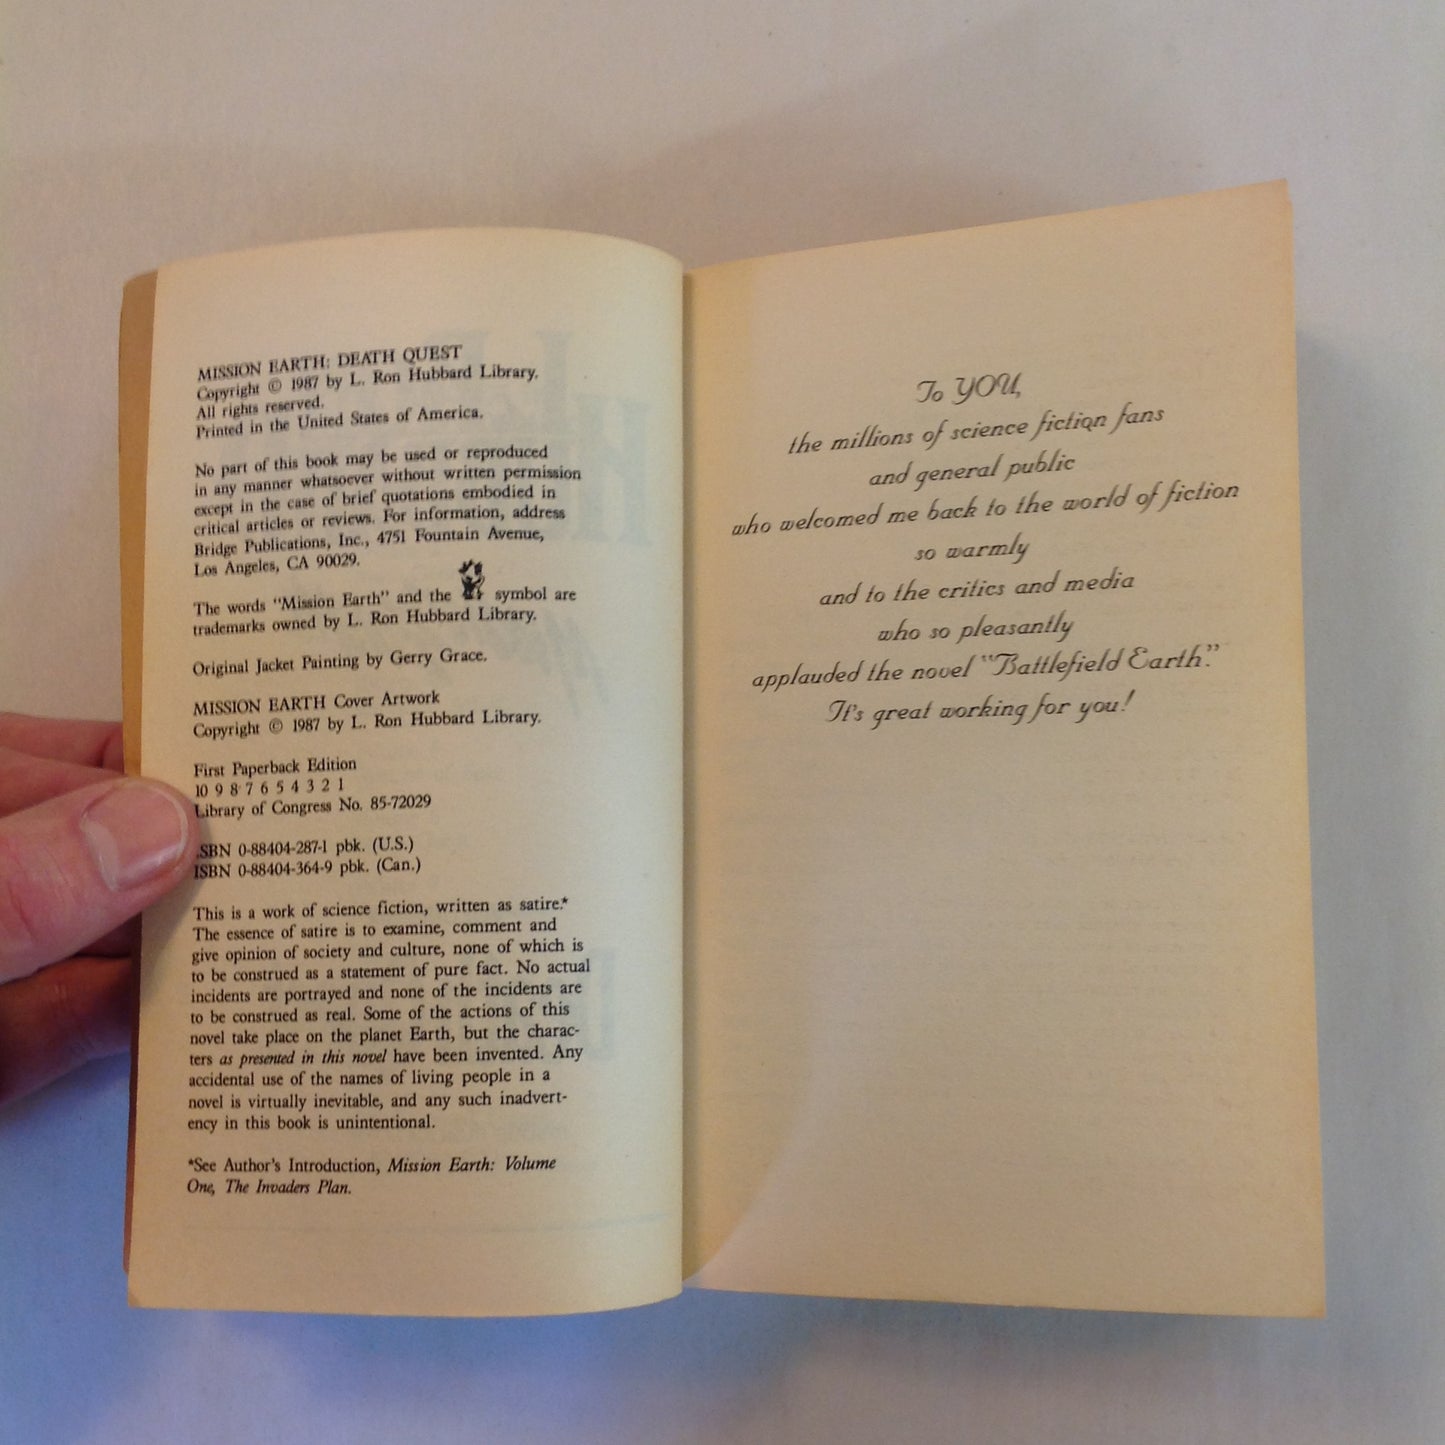 MISSION EARTH: DEATH QUEST
Copyright © 1987 by L. Ron Hubbard Library.
All rights reserved.
Printed in the United States of America.
No part of this book may be used or reproduced
in any manner whatsoever without written permission
except in the case of brief quotations embodied in
critical articles or reviews. For information, address
Bridge Publications, Inc., 4751 Fountain Avenue,
Los Angeles, CA 90029.
The words "Mission Earth" and the symbol are
trademarks owned by L. Ron Hubbard Library.
Original Jacket Painting by Gerry Grace.
MISSION EARTH Cover Artwork
Copyright © 1987 by L. Ron Hubbard Library.
First Paperback Edition
10 9 8 7 6 5 4 3 2 1
Library of Congress No. 85-72029
ISBN 0-88404-287-1 pbk. (U.S.)
ISBN 0-88404-364-9 pbk. (Can.)
This is a work of science fiction, written as satire.*
The essence of satire is to examine, comment and
give opinion of society and culture, none of which is
to be construed as a statement of pure fact. No actual
incidents are portrayed and none of the incidents are
to be construed as real. Some of the actions of this
novel take place on the planet Earth, but the charac-
ters as presented in this novel have been invented. Any
accidental use of the names of living people in a
novel is virtually inevitable, and any such inadvert-
ency in this book is unintentional.
*See Author's Introduction, Mission Earth: Volume
One, The Invaders Plan.
To YOU,
the millions of science fiction fans
and general public
who welcomed me back to the world of fiction
so warmly
and to the critics and media
who so pleasantly
applauded the novel "Battlefield Earth."
It's great working for you!